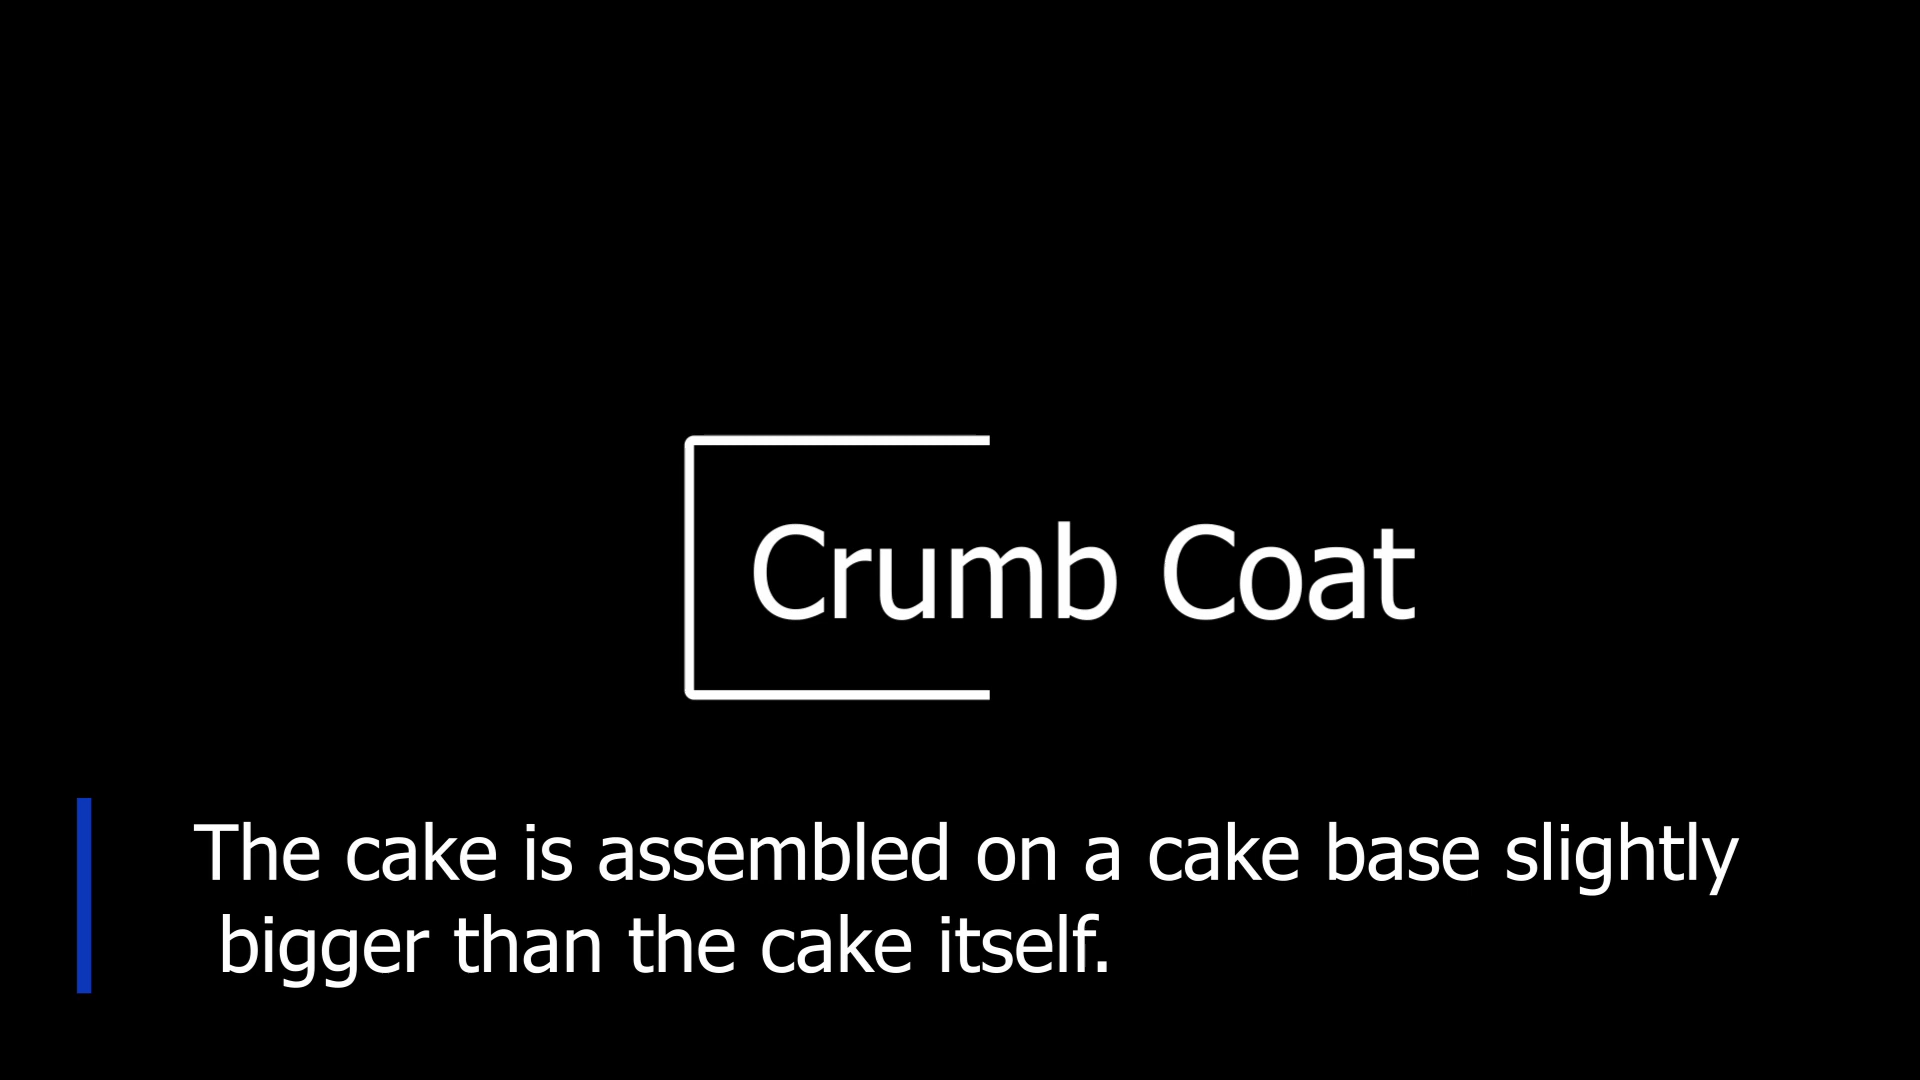 Crumb Coat
The cake is assembled on a cake base slightly
bigger than the cake itself.